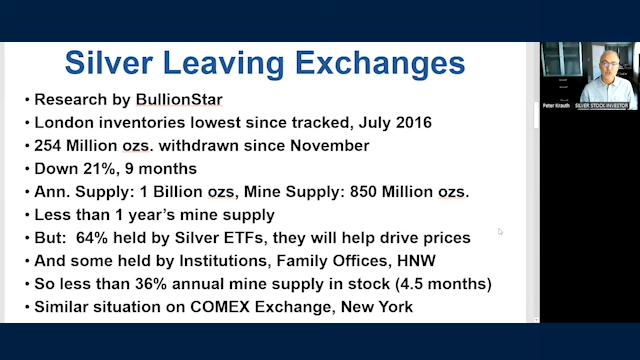 Silver Leaving Exchanges
• Research by BullionStar
• London inventories lowest since tracked, July 2016
• 254 Million ozs. withdrawn since November
• Down 21%, 9 months
• Ann. Supply: 1 Billion ozs, Mine Supply: 850 Million ozs.
• Less than 1 year's mine supply
• But: 64% held by Silver ETFs, they will help drive prices
• And some held by Institutions, Family Offices, HNW
• So less than 36% annual mine supply in stock (4.5 months)
• Similar situation on COMEX Exchange, New York
Peter Krauth SILVER STOCK INVESTOR